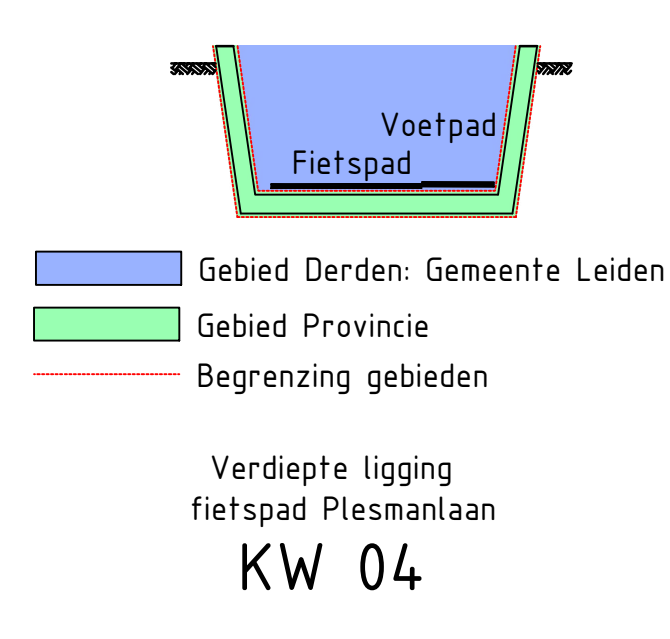 Voetpad
Fietspad
Gebied Derden: Gemeente Leiden
Gebied Provincie
Begrenzing gebieden
Verdiepte ligging
fietspad Plesmanlaan
KW 04